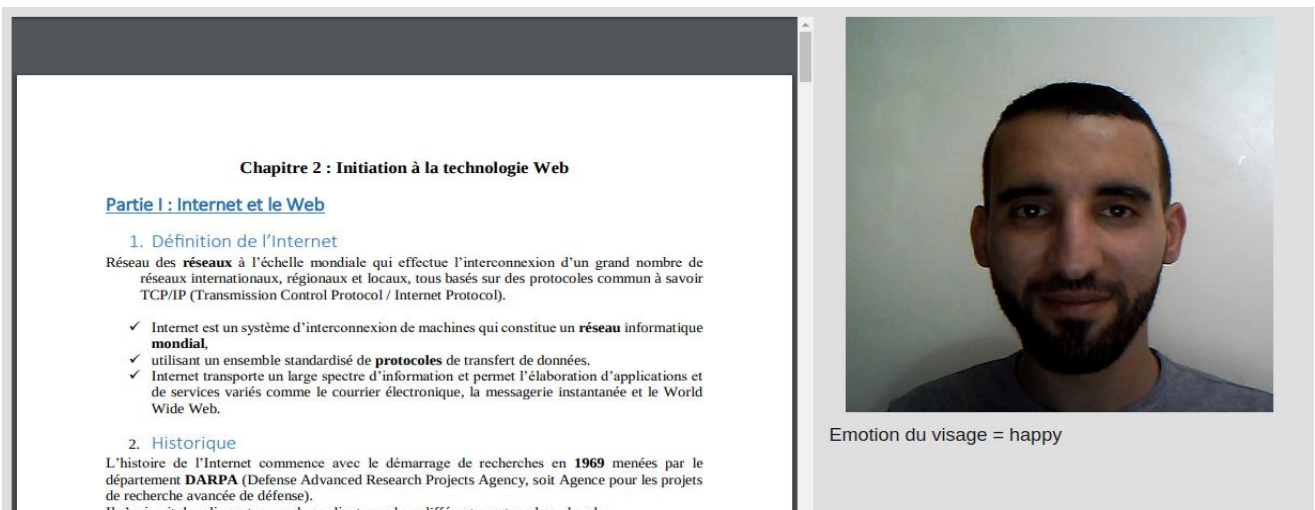 Chapitre 2 : Initiation à la technologie Web
Partie I : Internet et le Web
1. Définition de l’Internet
Réseau des réseaux à l’échelle mondiale qui effectue l’interconnexion d’un grand nombre de
réseaux internationaux, régionaux et locaux, tous basés sur des protocoles commun à savoir
TCP/IP (Transmission Control Protocol / Internet Protocol).
✓ Internet est un système d’interconnexion de machines qui constitue un réseau informatique
mondial,
✓ utilisant un ensemble standardisé de protocoles de transfert de données.
✓ Internet transporte un large spectre d’information et permet l’élaboration d’applications et
de services variés comme le courrier électronique, la messagerie instantanée et le World
Wide Web.
2. Historique
L’histoire de l’Internet commence avec le démarrage de recherches en 1969 menées par le
département DARPA (Defense Advanced Research Projects Agency, soit Agence pour les projets
de recherche avancée de défense).
Emotion du visage = happy